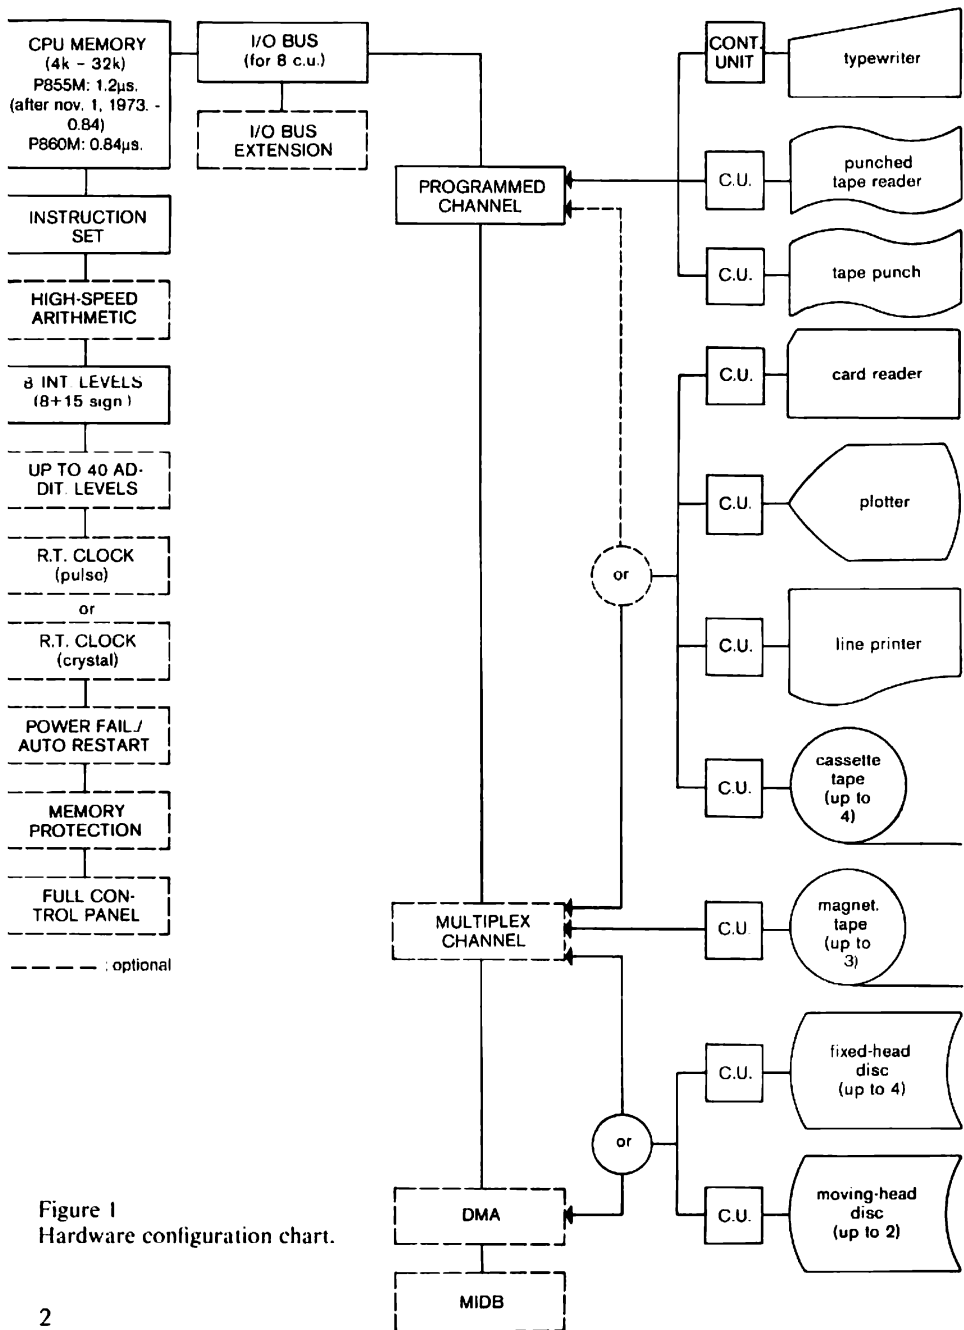 CPU MEMORY
(4k - 32k)
P855M: 1.2µs.
(after nov. 1, 1973. -
0.84)
P860M: 0.84µs.
INSTRUCTION
SET
HIGH-SPEED
ARITHMETIC
8 INT. LEVELS
(8+15 sign)
UP TO 40 AD-
DIT. LEVELS
R.T. CLOCK
(pulse)
or
R.T. CLOCK
(crystal)
POWER FAIL./
AUTO RESTART
MEMORY
PROTECTION
FULL CON-
TROL PANEL
: optional
I/O BUS
(for 8 c.u.)
I/O BUS
EXTENSION
PROGRAMMED
CHANNEL
MULTIPLEX
CHANNEL
DMA
MIDB
or
or
CONT.
UNIT
typewriter
C.U.
punched
tape reader
C.U.
tape punch
C.U.
card reader
C.U.
plotter
C.U.
line printer
C.U.
cassette
tape
(up to
4)
C.U.
magnet.
tape
(up to
3)
C.U.
fixed-head
disc
(up to 4)
C.U.
moving-head
disc
(up to 2)
Figure 1
Hardware configuration chart.
2